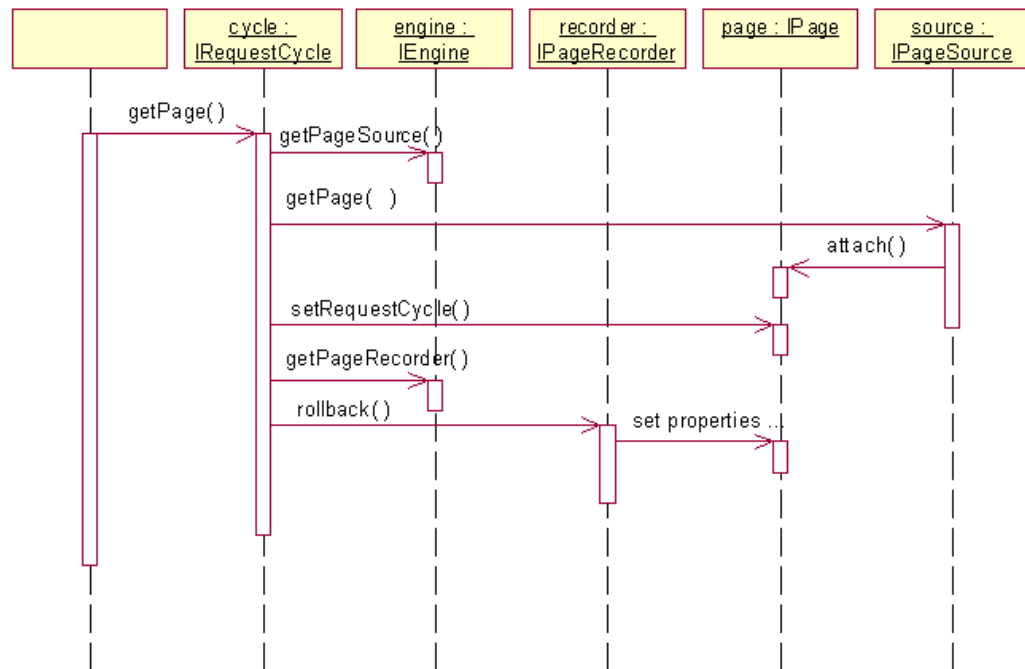 cycle :
IRequestCycle
engine :
IEngine
recorder :
IPageRecorder
page : IPage
source :
IPageSource
getPage( )
getPageSource( )
getPage(  )
attach( )
setRequestCycle( )
getPageRecorder( )
rollback( )
set properties ...